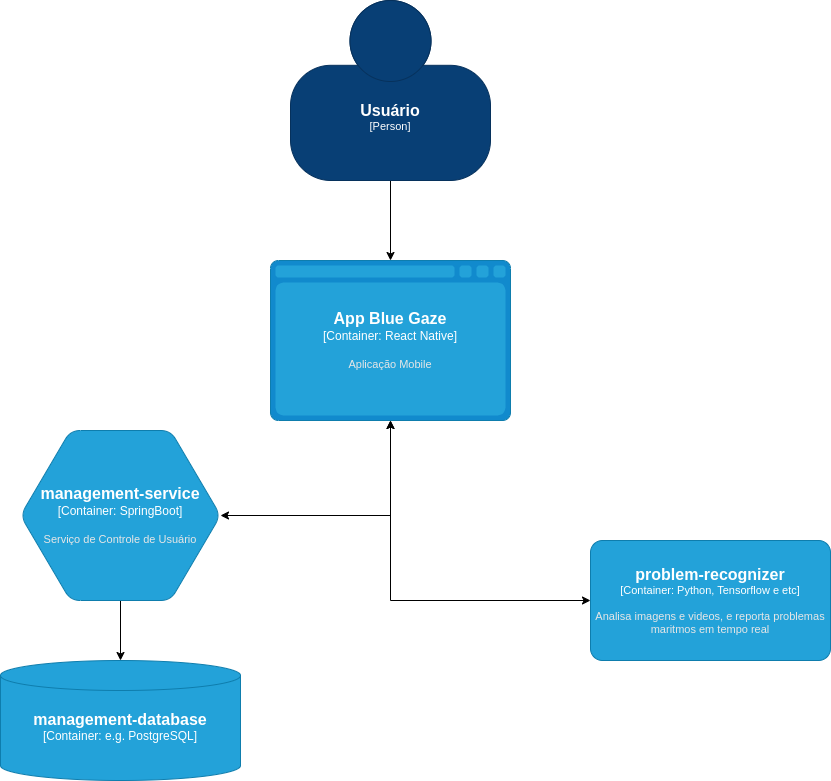 Usuário
[Person]
App Blue Gaze
[Container: React Native]
Aplicação Mobile
management-service
[Container: SpringBoot]
Serviço de Controle de Usuário
problem-recognizer
[Container: Python, Tensorflow e etc]
Analisa imagens e videos, e reporta problemas
maritmos em tempo real
management-database
[Container: e.g. PostgreSQL]